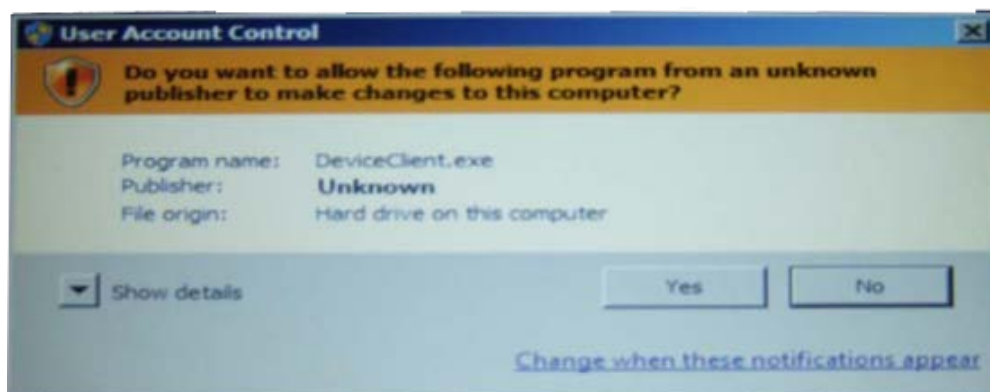 User Account Control
Do you want to allow the following program from an unknown
publisher to make changes to this computer?
Program name: DeviceClient.exe
Publisher: Unknown
File origin: Hard drive on this computer
Show details
Yes
No
Change when these notifications appear